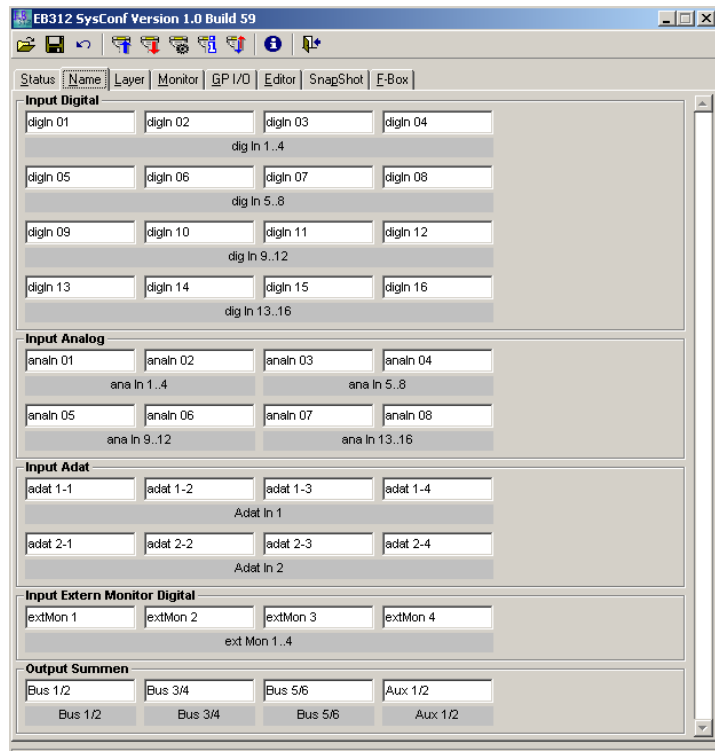 EB312 SysConf Version 1.0 Build 59
Status Name Layer Monitor GP I/O Editor SnapShot F-Box
Input Digital
digIn 01 digIn 02 digIn 03 digIn 04
dig In 1..4
digIn 05 digIn 06 digIn 07 digIn 08
dig In 5..8
digIn 09 digIn 10 digIn 11 digIn 12
dig In 9..12
digIn 13 digIn 14 digIn 15 digIn 16
dig In 13..16
Input Analog
anaIn 01 anaIn 02 anaIn 03 anaIn 04
ana In 1..4 ana In 5..8
anaIn 05 anaIn 06 anaIn 07 anaIn 08
ana In 9..12 ana In 13..16
Input Adat
adat 1-1 adat 1-2 adat 1-3 adat 1-4
Adat In 1
adat 2-1 adat 2-2 adat 2-3 adat 2-4
Adat In 2
Input Extern Monitor Digital
extMon 1 extMon 2 extMon 3 extMon 4
ext Mon 1..4
Output Summen
Bus 1/2 Bus 3/4 Bus 5/6 Aux 1/2
Bus 1/2 Bus 3/4 Bus 5/6 Aux 1/2